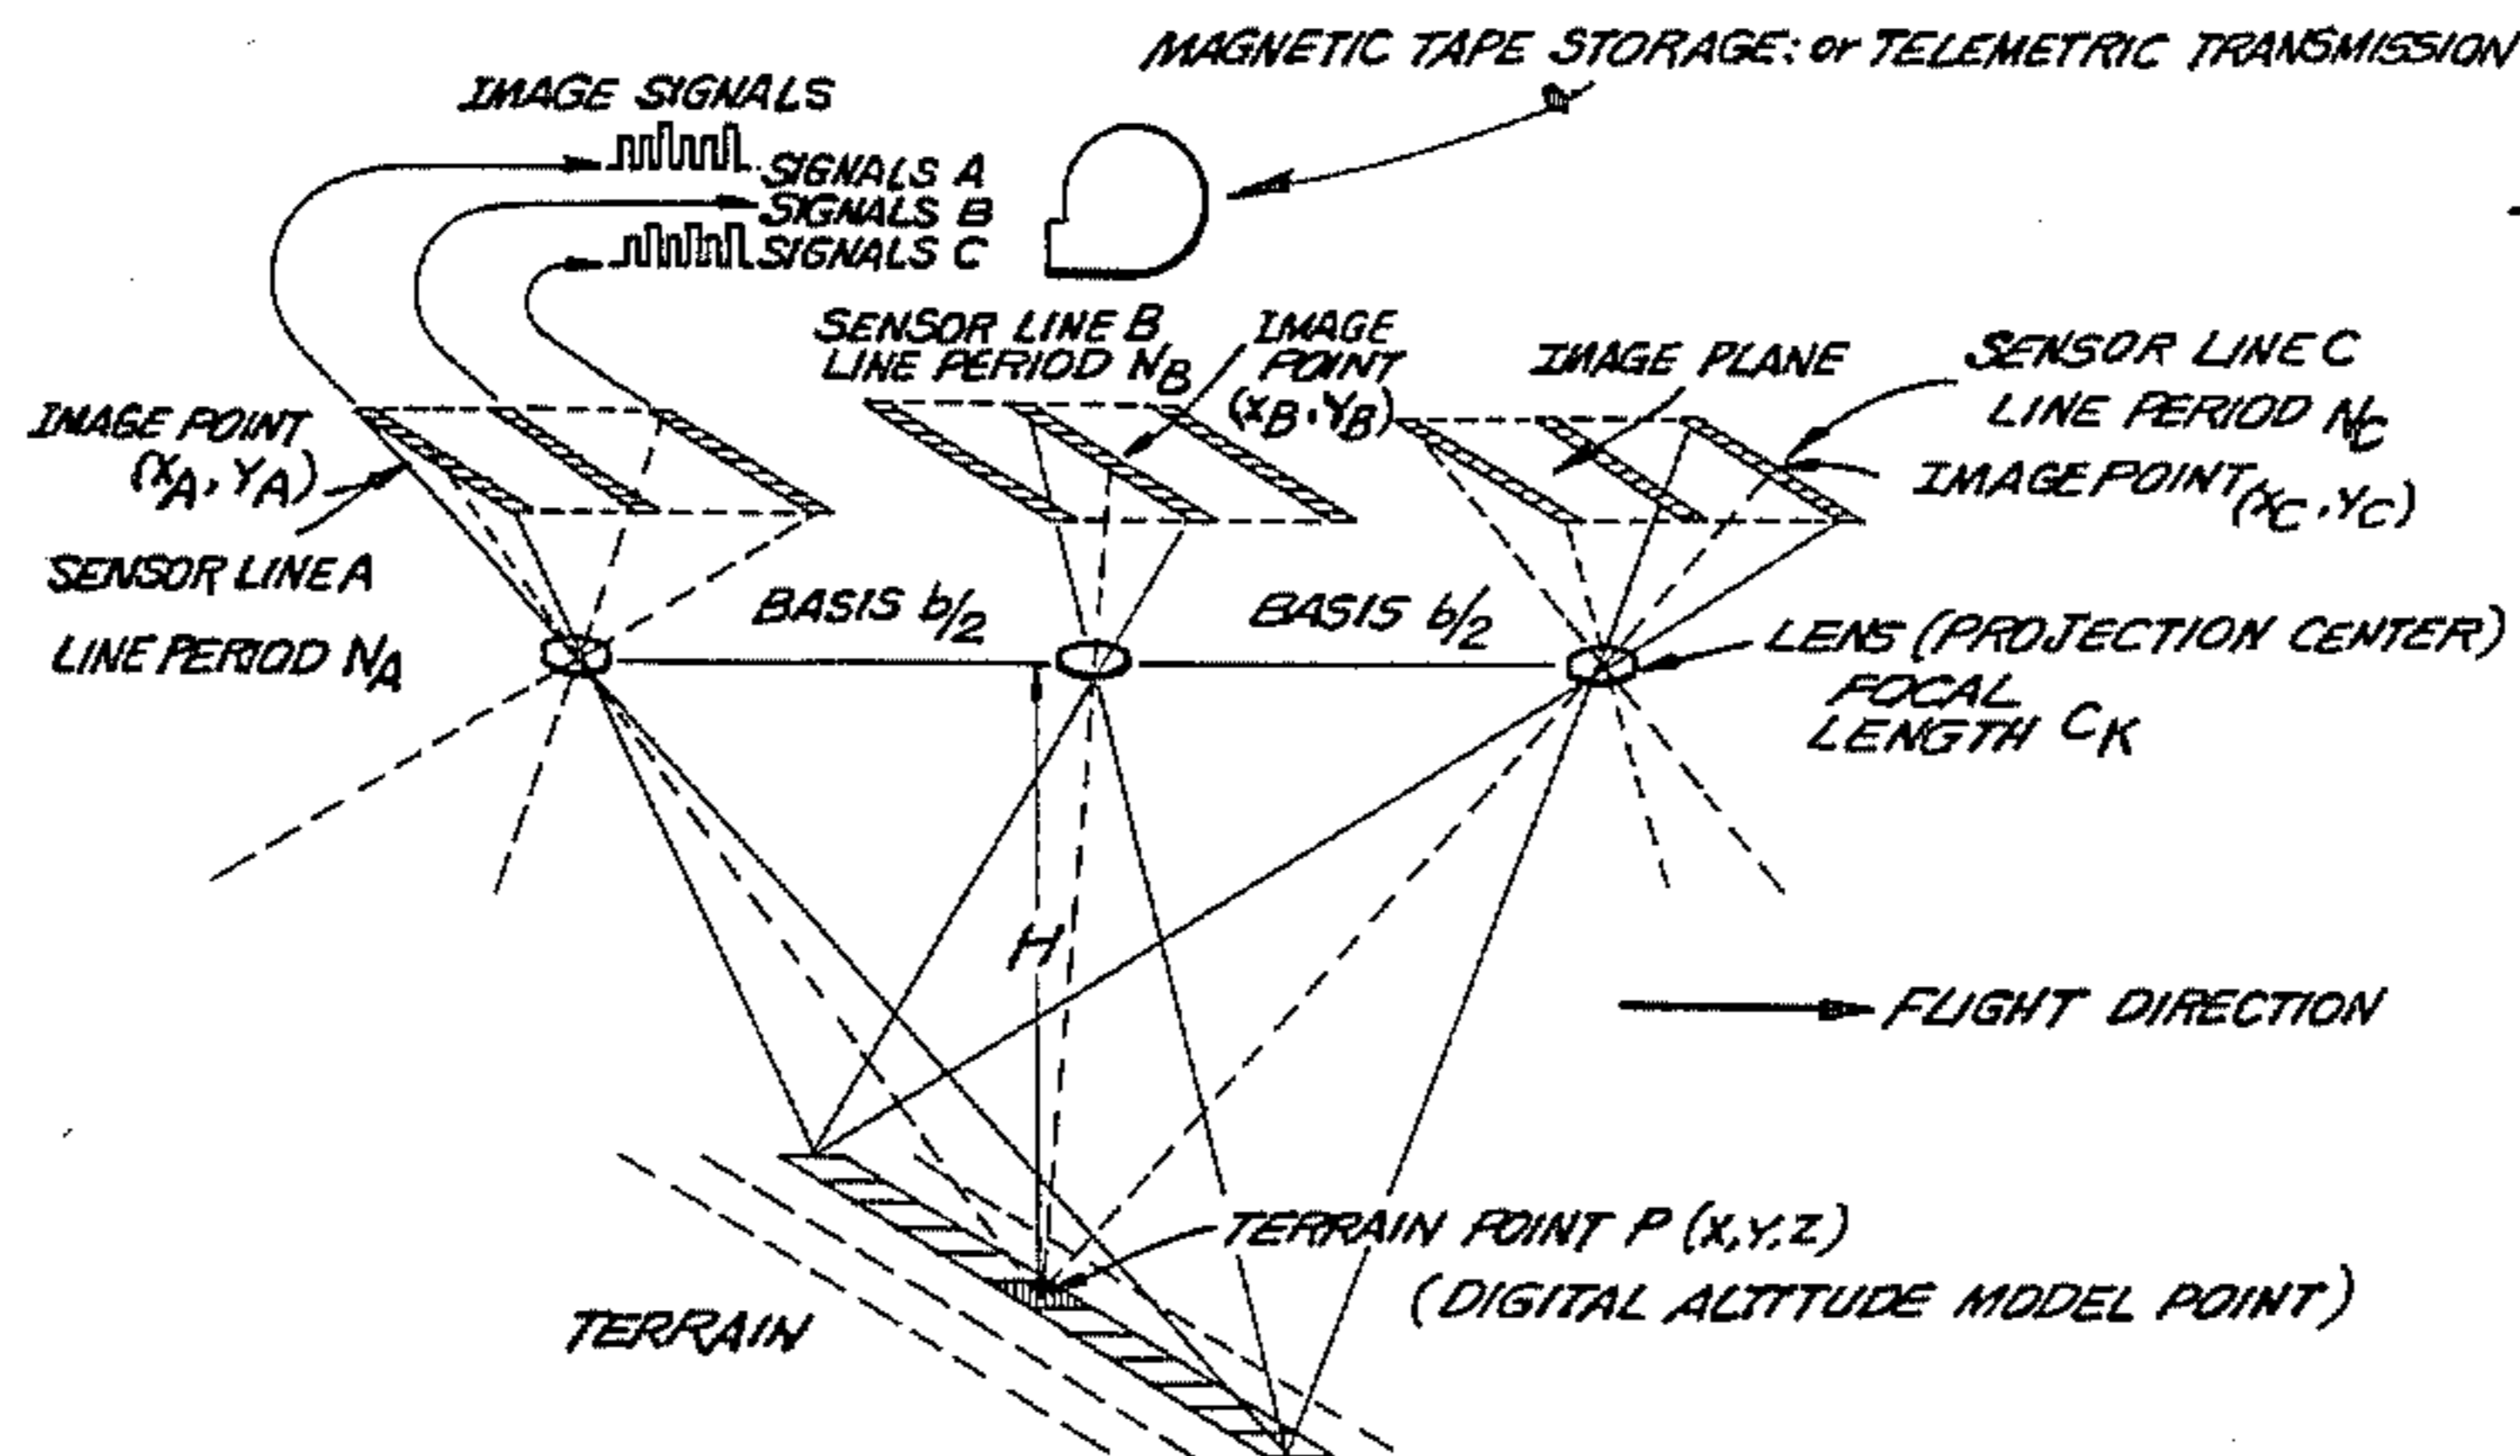 MAGNETIC TAPE STORAGE: or TELEMETRIC TRANSMISSION
IMAGE SIGNALS
SIGNALS A
SIGNALS B
SIGNALS C
SENSOR LINE B
LINE PERIOD NB
IMAGE
POINT
(XB, YB)
IMAGE PLANE
SENSOR LINE C
LINE PERIOD NC
IMAGE POINT (XC, YC)
IMAGE POINT
(XA, YA)
SENSOR LINE A
LINE PERIOD NA
BASIS b/2
BASIS b/2
LENS (PROJECTION CENTER)
FOCAL
LENGTH CK
H
FLIGHT DIRECTION
TERRAIN POINT P (X,Y,Z)
(DIGITAL ALTITUDE MODEL POINT)
TERRAIN